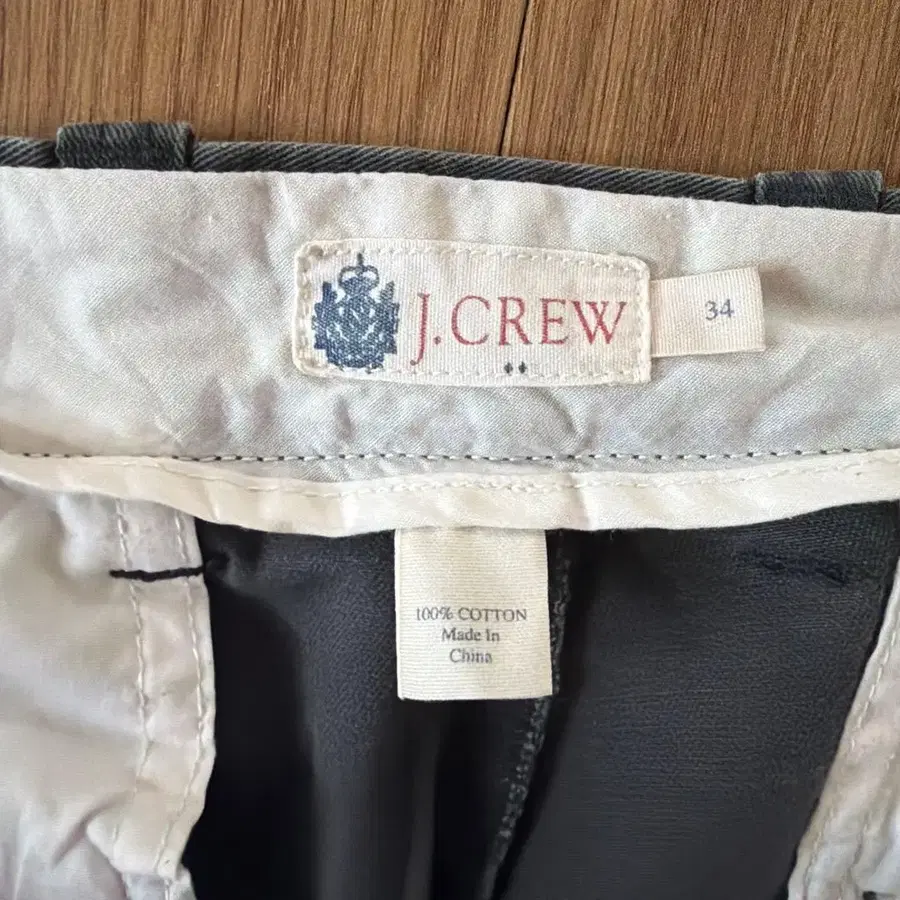 J.CREW
34
100% COTTON
Made In
China